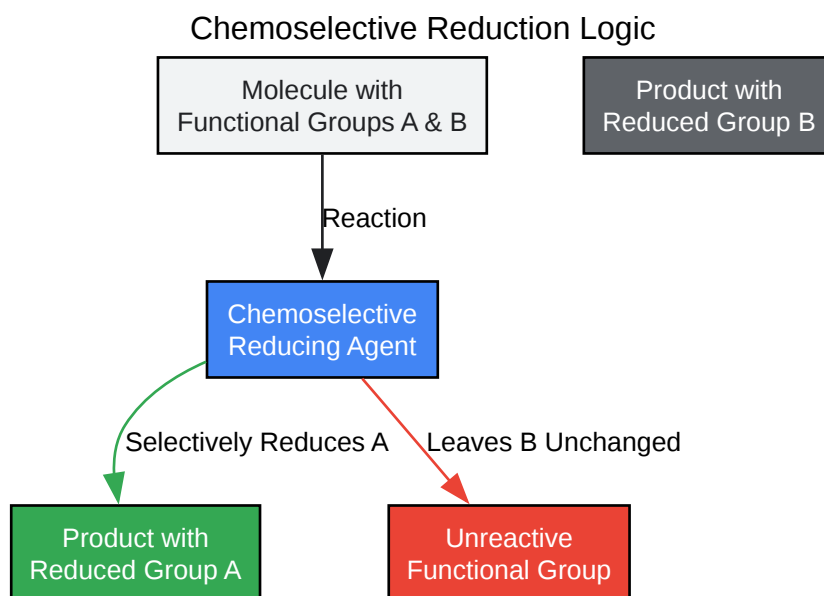 Chemoselective Reduction Logic
Molecule with
Functional Groups A & B
Product with
Reduced Group B
Reaction
Chemoselective
Reducing Agent
Selectively Reduces A
Leaves B Unchanged
Product with
Reduced Group A
Unreactive
Functional Group